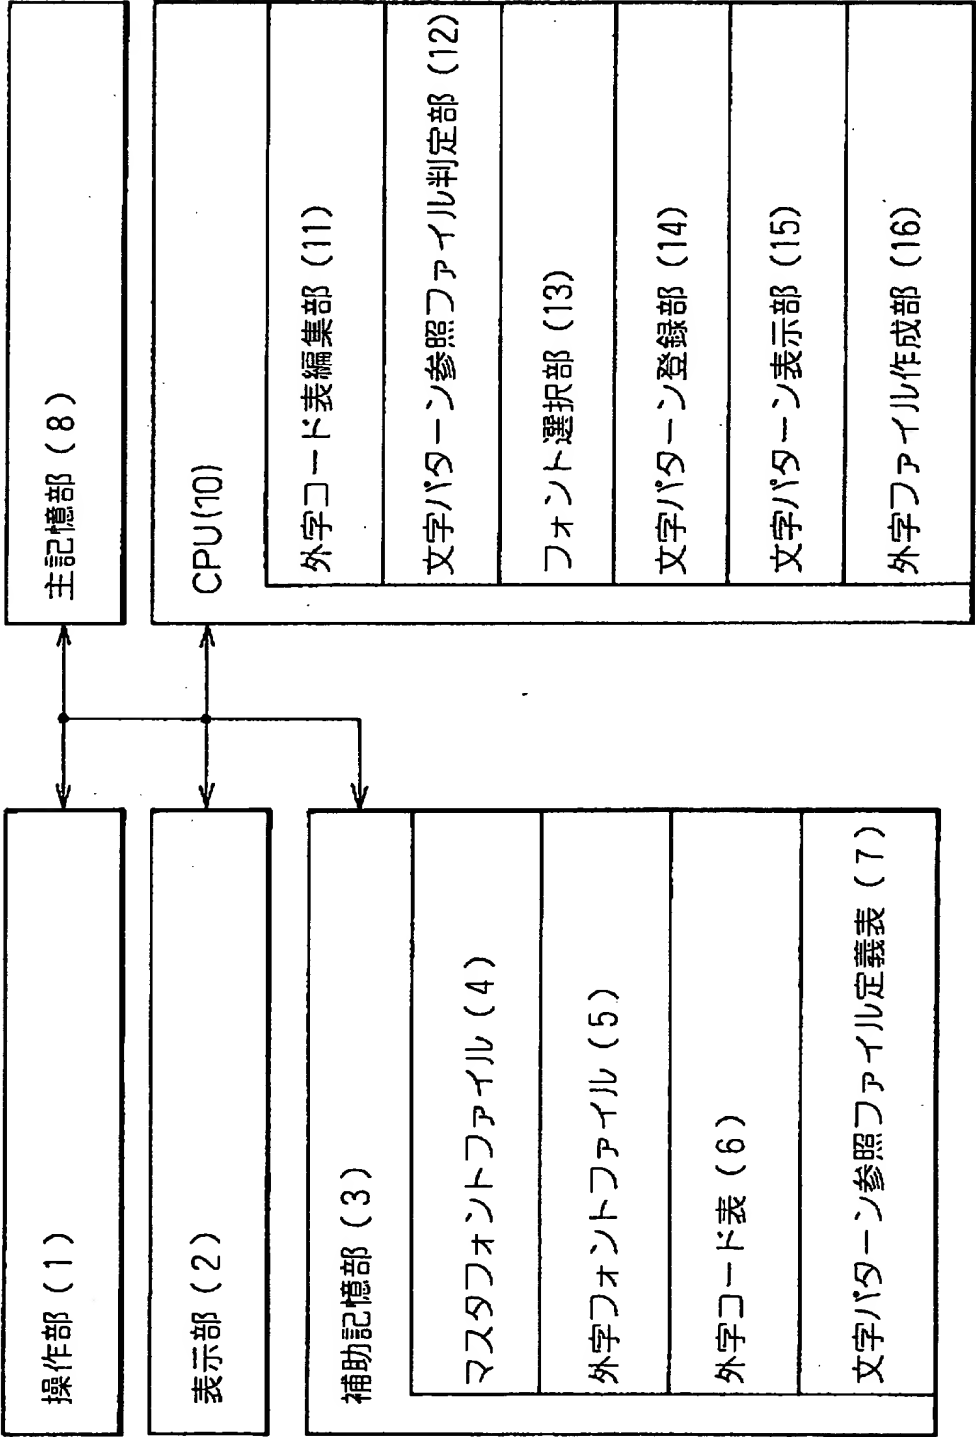 操作部(1)
表示部(2)
補助記憶部(3)
マスタフォントファイル(4)
外字フォントファイル(5)
外字コード表(6)
文字パターン参照ファイル定義表(7)
主記憶部(8)
CPU(10)
外字コード表編集部(11)
文字パターン参照ファイル判定部(12)
フォント選択部(13)
文字パターン登録部(14)
文字パターン表示部(15)
外字ファイル作成部(16)